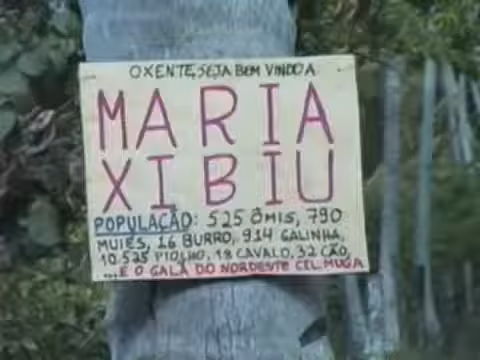 OXENTE, SEJA BEM VINDO A
MARIA
XIBIU
POPULAÇÃO: 525 ÔMIS, 790
MUIÉS, 16 BURRO, 914 GALINHA,
10.525 PIOLHO, 18 CAVALO, 32 CÃO,
...E O GALÃ DO NORDESTE CEL. MUGA